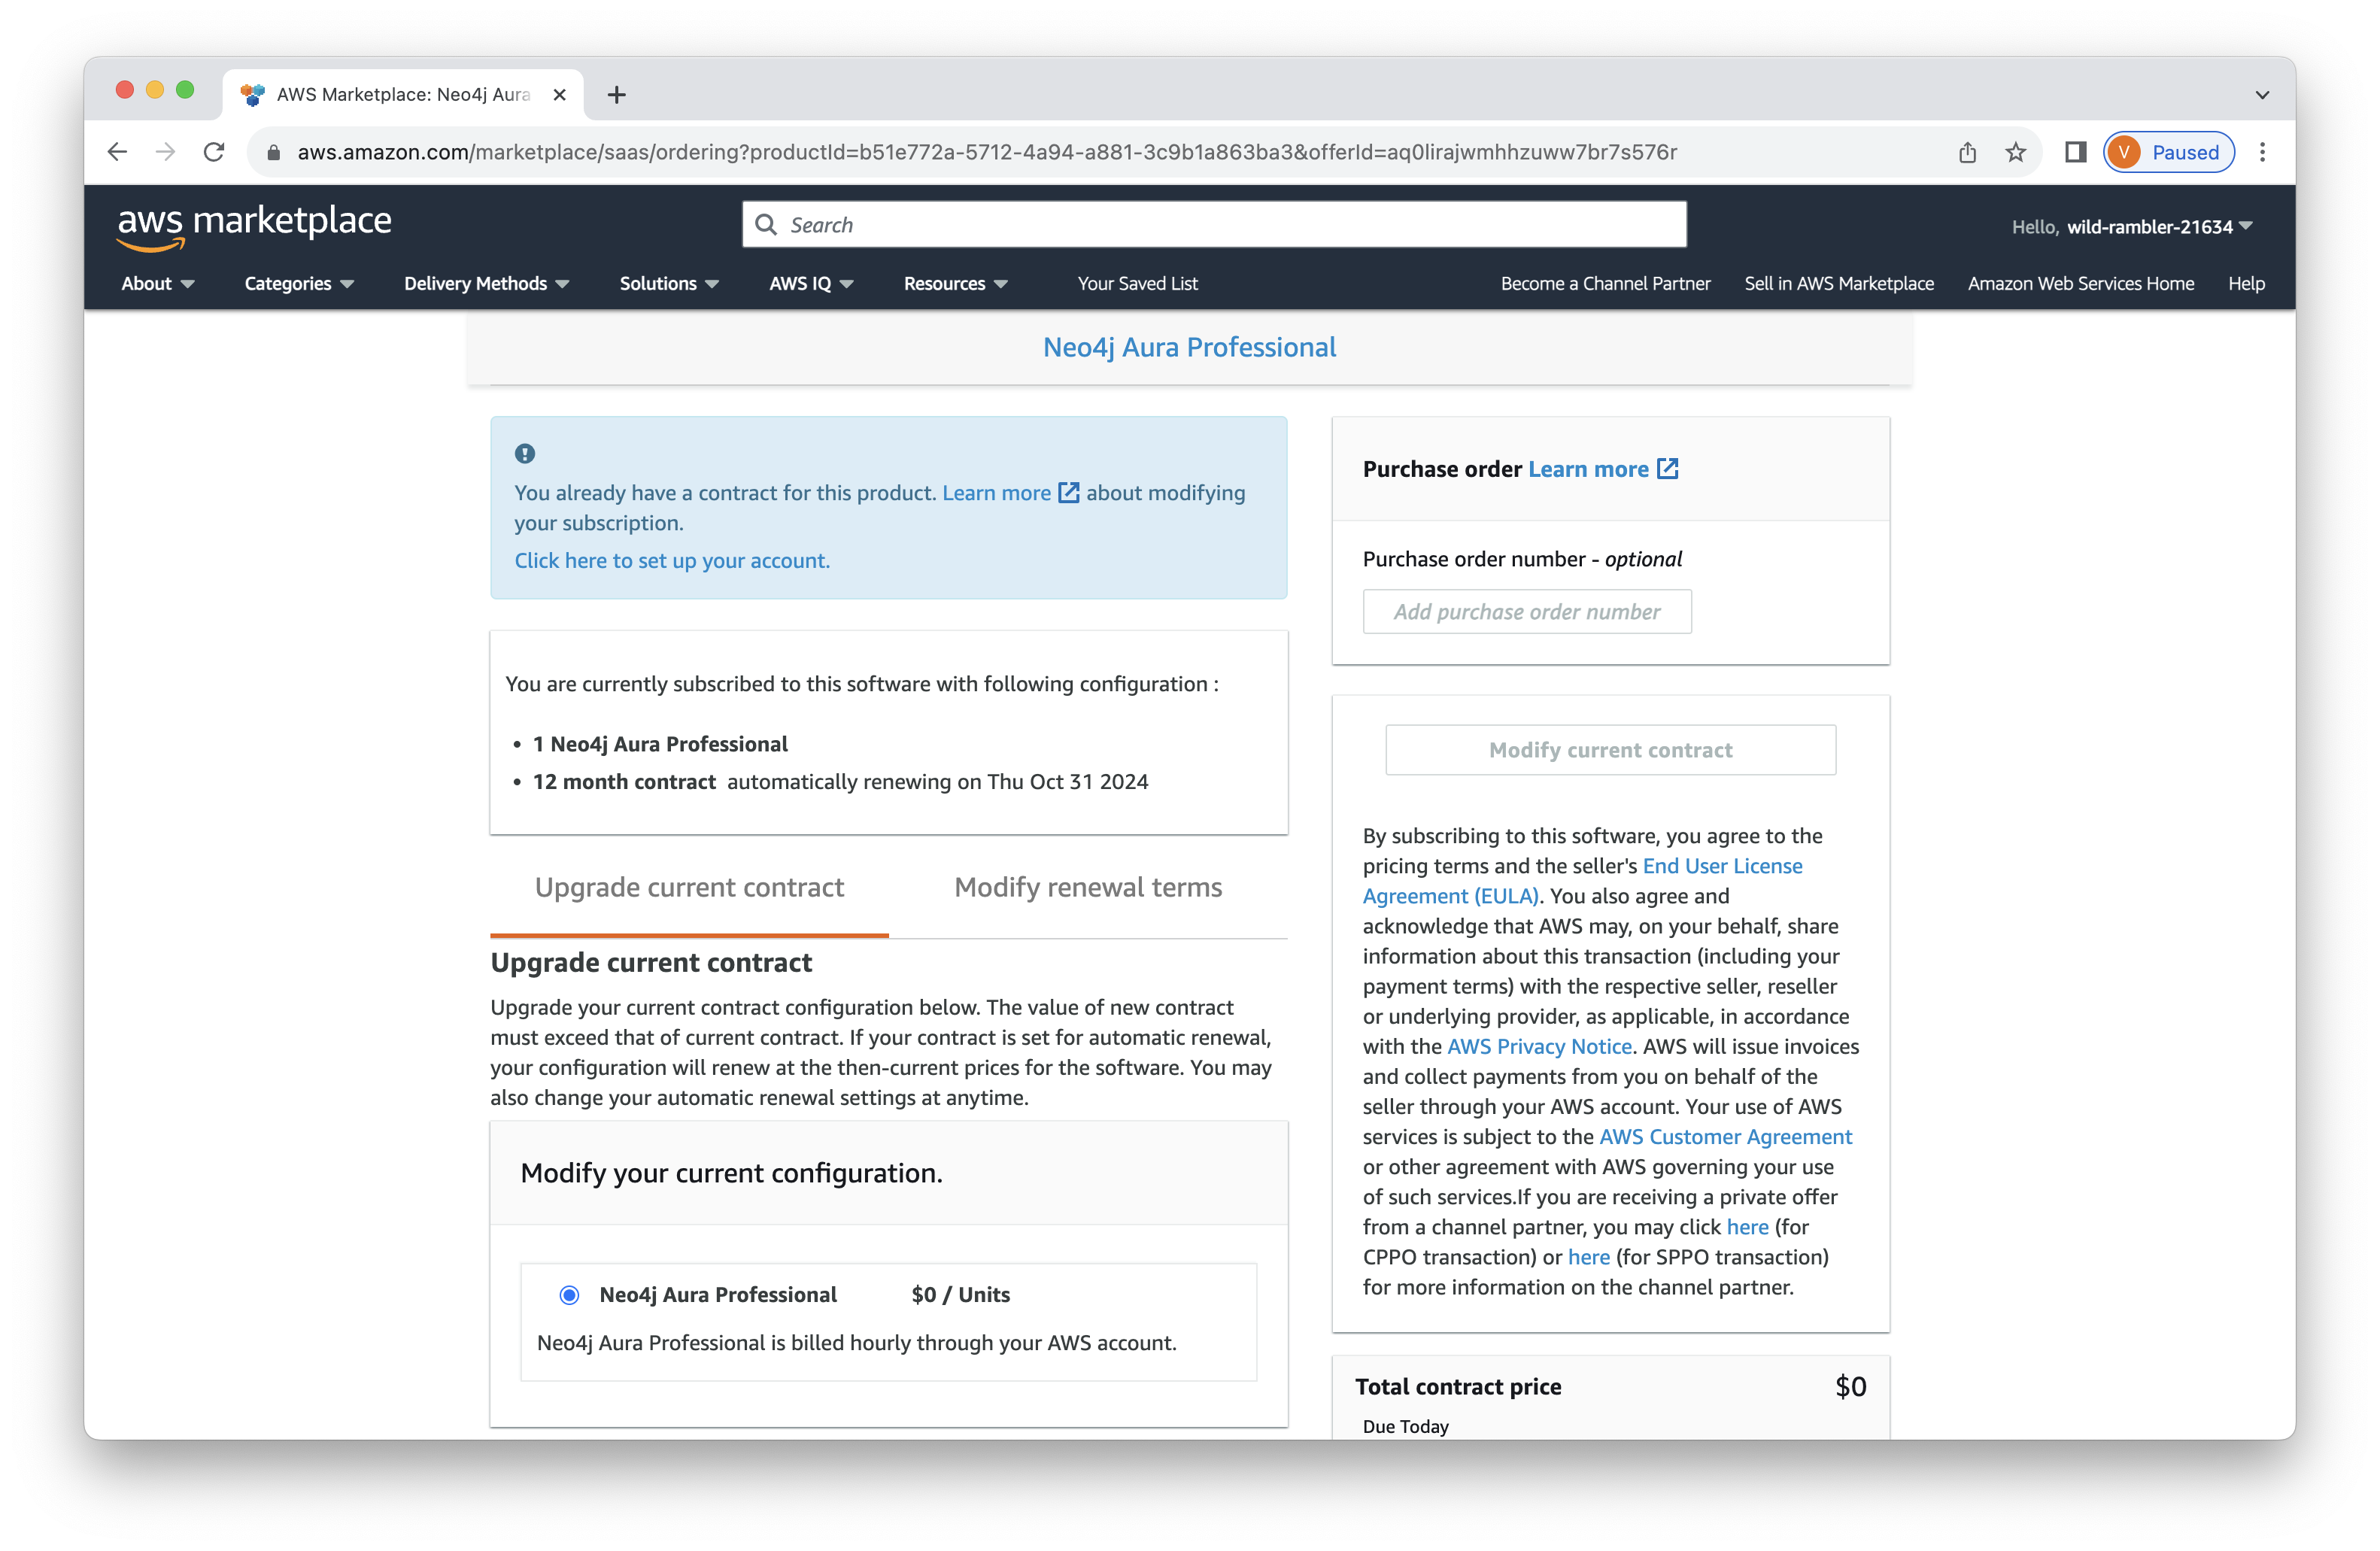 AWS Marketplace: Neo4j Aura
aws.amazon.com/marketplace/saas/ordering?productId=b51e772a-5712-4a94-a881-3c9b1a863ba3&offerId=aq0lirajwmhhzuww7br7s576r
V Paused
aws marketplace
Search
Hello, wild-rambler-21634
About Categories Delivery Methods Solutions AWS IQ Resources Your Saved List Become a Channel Partner Sell in AWS Marketplace Amazon Web Services Home Help
Neo4j Aura Professional
You already have a contract for this product. Learn more about modifying
your subscription.
Click here to set up your account.
You are currently subscribed to this software with following configuration :
• 1 Neo4j Aura Professional
• 12 month contract automatically renewing on Thu Oct 31 2024
Upgrade current contract Modify renewal terms
Upgrade current contract
Upgrade your current contract configuration below. The value of new contract
must exceed that of current contract. If your contract is set for automatic renewal,
your configuration will renew at the then-current prices for the software. You may
also change your automatic renewal settings at anytime.
Modify your current configuration.
Neo4j Aura Professional $0 / Units
Neo4j Aura Professional is billed hourly through your AWS account.
Purchase order Learn more
Purchase order number - optional
Add purchase order number
Modify current contract
By subscribing to this software, you agree to the
pricing terms and the seller's End User License
Agreement (EULA). You also agree and
acknowledge that AWS may, on your behalf, share
information about this transaction (including your
payment terms) with the respective seller, reseller
or underlying provider, as applicable, in accordance
with the AWS Privacy Notice. AWS will issue invoices
and collect payments from you on behalf of the
seller through your AWS account. Your use of AWS
services is subject to the AWS Customer Agreement
or other agreement with AWS governing your use
of such services.If you are receiving a private offer
from a channel partner, you may click here (for
CPPO transaction) or here (for SPPO transaction)
for more information on the channel partner.
Total contract price $0
Due Today